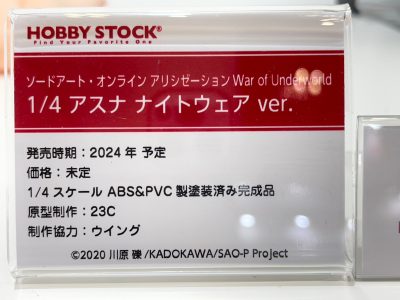 HOBBY STOCK®
Find Your Favorite One
ソードアート・オンライン アリシゼーション War of Underworld
1/4 アスナ ナイトウェア ver.
発売時期：2024 年 予定
価格：未定
1/4 スケール ABS&PVC 製塗装済み完成品
原型制作：23C
制作協力：ウイング
©2020 川原 礫 /KADOKAWA/SAO-P Project